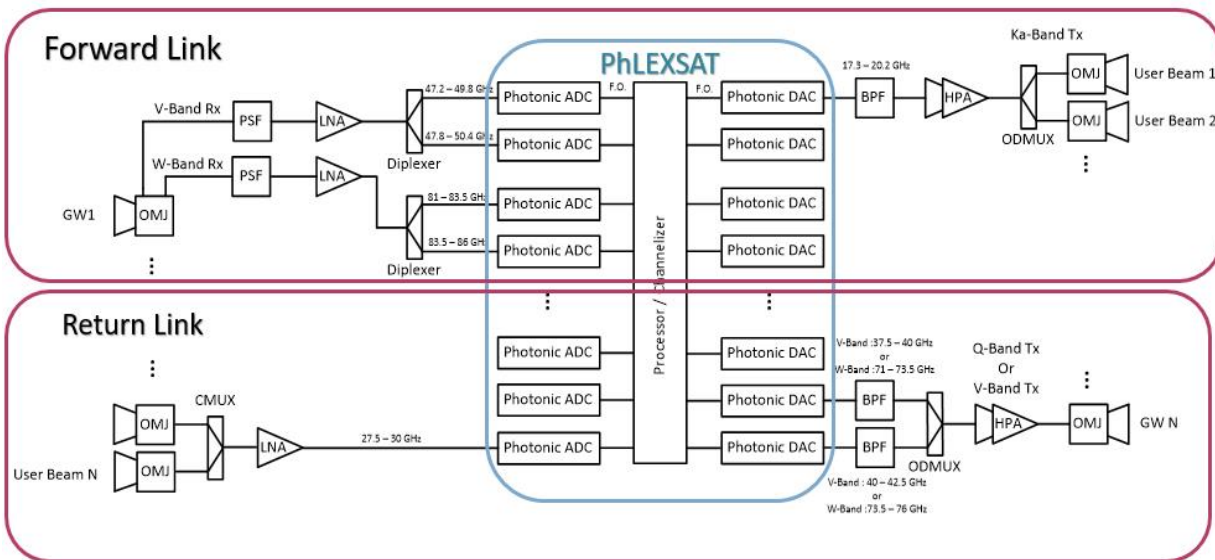 Forward Link
PhLEXSAT
Ka-Band Tx
17.3 – 20.2 GHz
V-Band Rx
PSF
LNA
47.2 – 49.8 GHz
47.8 – 50.4 GHz
Diplexer
Photonic ADC
F.O.
F.O.
Photonic DAC
BPF
HPA
ODMUX
OMJ
User Beam 1
OMJ
User Beam 2
Photonic ADC
Photonic DAC
W-Band Rx
PSF
LNA
81 – 83.5 GHz
83.5 – 86 GHz
Diplexer
Photonic ADC
Photonic DAC
GW1
OMJ
Photonic ADC
Photonic DAC
Processor / Channelizer
Return Link
Photonic ADC
Photonic DAC
V-Band :37.5 – 40 GHz
or
W-Band : 71 – 73.5 GHz
Q-Band Tx
Or
V-Band Tx
CMUX
OMJ
Photonic ADC
Photonic DAC
BPF
User Beam N
OMJ
LNA
27.5 – 30 GHz
Photonic ADC
Photonic DAC
BPF
ODMUX
HPA
OMJ
GW N
V-Band : 40 – 42.5 GHz
or
W-Band :73.5 – 76 GHz